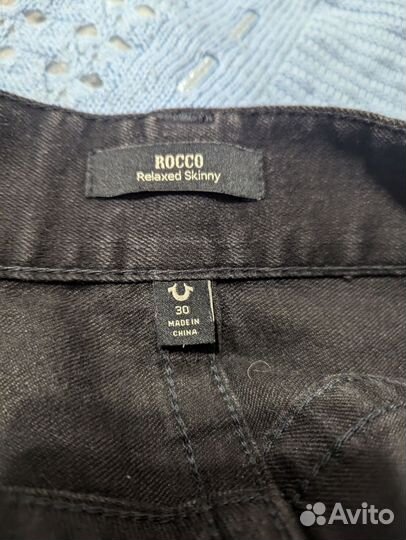 ROCCO
Relaxed Skinny
30
MADE IN
CHINA
Avito